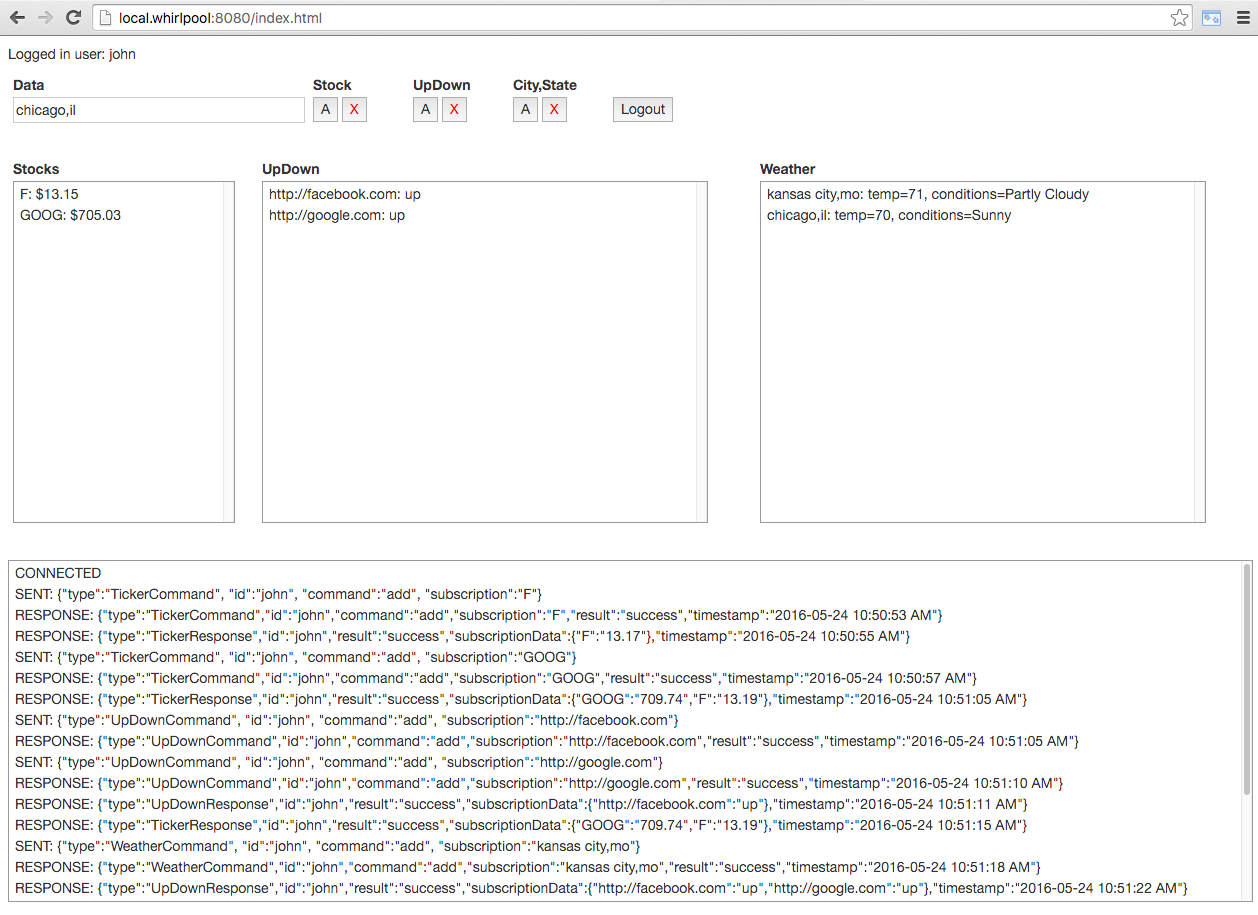 local.whirlpool:8080/index.html
Logged in user: john
Data Stock UpDown City,State
chicago,il A X A X A X Logout
Stocks UpDown Weather
F: $13.15 http://facebook.com: up kansas city,mo: temp=71, conditions=Partly Cloudy
GOOG: $705.03 http://google.com: up chicago,il: temp=70, conditions=Sunny
CONNECTED
SENT: {"type":"TickerCommand", "id":"john", "command":"add", "subscription":"F"}
RESPONSE: {"type":"TickerCommand","id":"john","command":"add","subscription":"F","result":"success","timestamp":"2016-05-24 10:50:53 AM"}
RESPONSE: {"type":"TickerResponse","id":"john","result":"success","subscriptionData":{"F":"13.17"},"timestamp":"2016-05-24 10:50:55 AM"}
SENT: {"type":"TickerCommand", "id":"john", "command":"add", "subscription":"GOOG"}
RESPONSE: {"type":"TickerCommand","id":"john","command":"add","subscription":"GOOG","result":"success","timestamp":"2016-05-24 10:50:57 AM"}
RESPONSE: {"type":"TickerResponse","id":"john","result":"success","subscriptionData":{"GOOG":"709.74","F":"13.19"},"timestamp":"2016-05-24 10:51:05 AM"}
SENT: {"type":"UpDownCommand", "id":"john", "command":"add", "subscription":"http://facebook.com"}
RESPONSE: {"type":"UpDownCommand","id":"john","command":"add","subscription":"http://facebook.com","result":"success","timestamp":"2016-05-24 10:51:05 AM"}
SENT: {"type":"UpDownCommand", "id":"john", "command":"add", "subscription":"http://google.com"}
RESPONSE: {"type":"UpDownCommand","id":"john","command":"add","subscription":"http://google.com","result":"success","timestamp":"2016-05-24 10:51:10 AM"}
RESPONSE: {"type":"UpDownResponse","id":"john","result":"success","subscriptionData":{"http://facebook.com":"up"},"timestamp":"2016-05-24 10:51:11 AM"}
RESPONSE: {"type":"TickerResponse","id":"john","result":"success","subscriptionData":{"GOOG":"709.74","F":"13.19"},"timestamp":"2016-05-24 10:51:15 AM"}
SENT: {"type":"WeatherCommand", "id":"john", "command":"add", "subscription":"kansas city,mo"}
RESPONSE: {"type":"WeatherCommand","id":"john","command":"add","subscription":"kansas city,mo","result":"success","timestamp":"2016-05-24 10:51:18 AM"}
RESPONSE: {"type":"UpDownResponse","id":"john","result":"success","subscriptionData":{"http://facebook.com":"up","http://google.com":"up"},"timestamp":"2016-05-24 10:51:22 AM"}